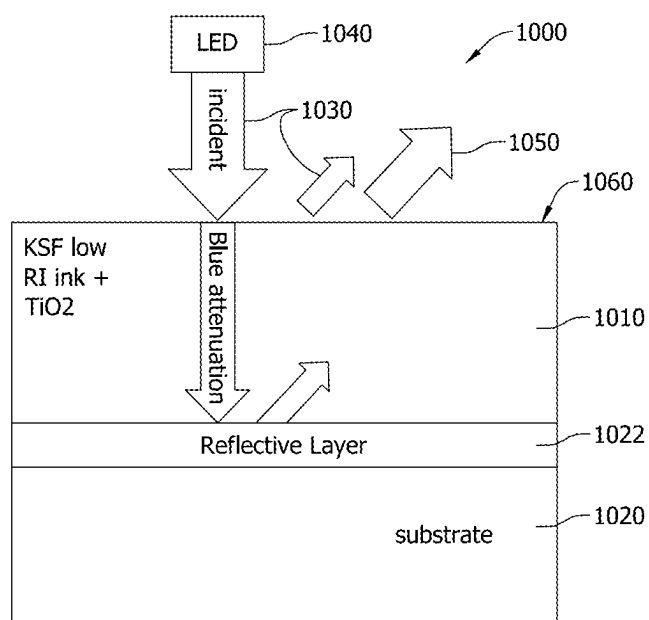 LED
1040
1000
incident
1030
1050
1060
KSF low
RI ink +
TiO2
Blue attenuation
1010
Reflective Layer
1022
substrate
1020